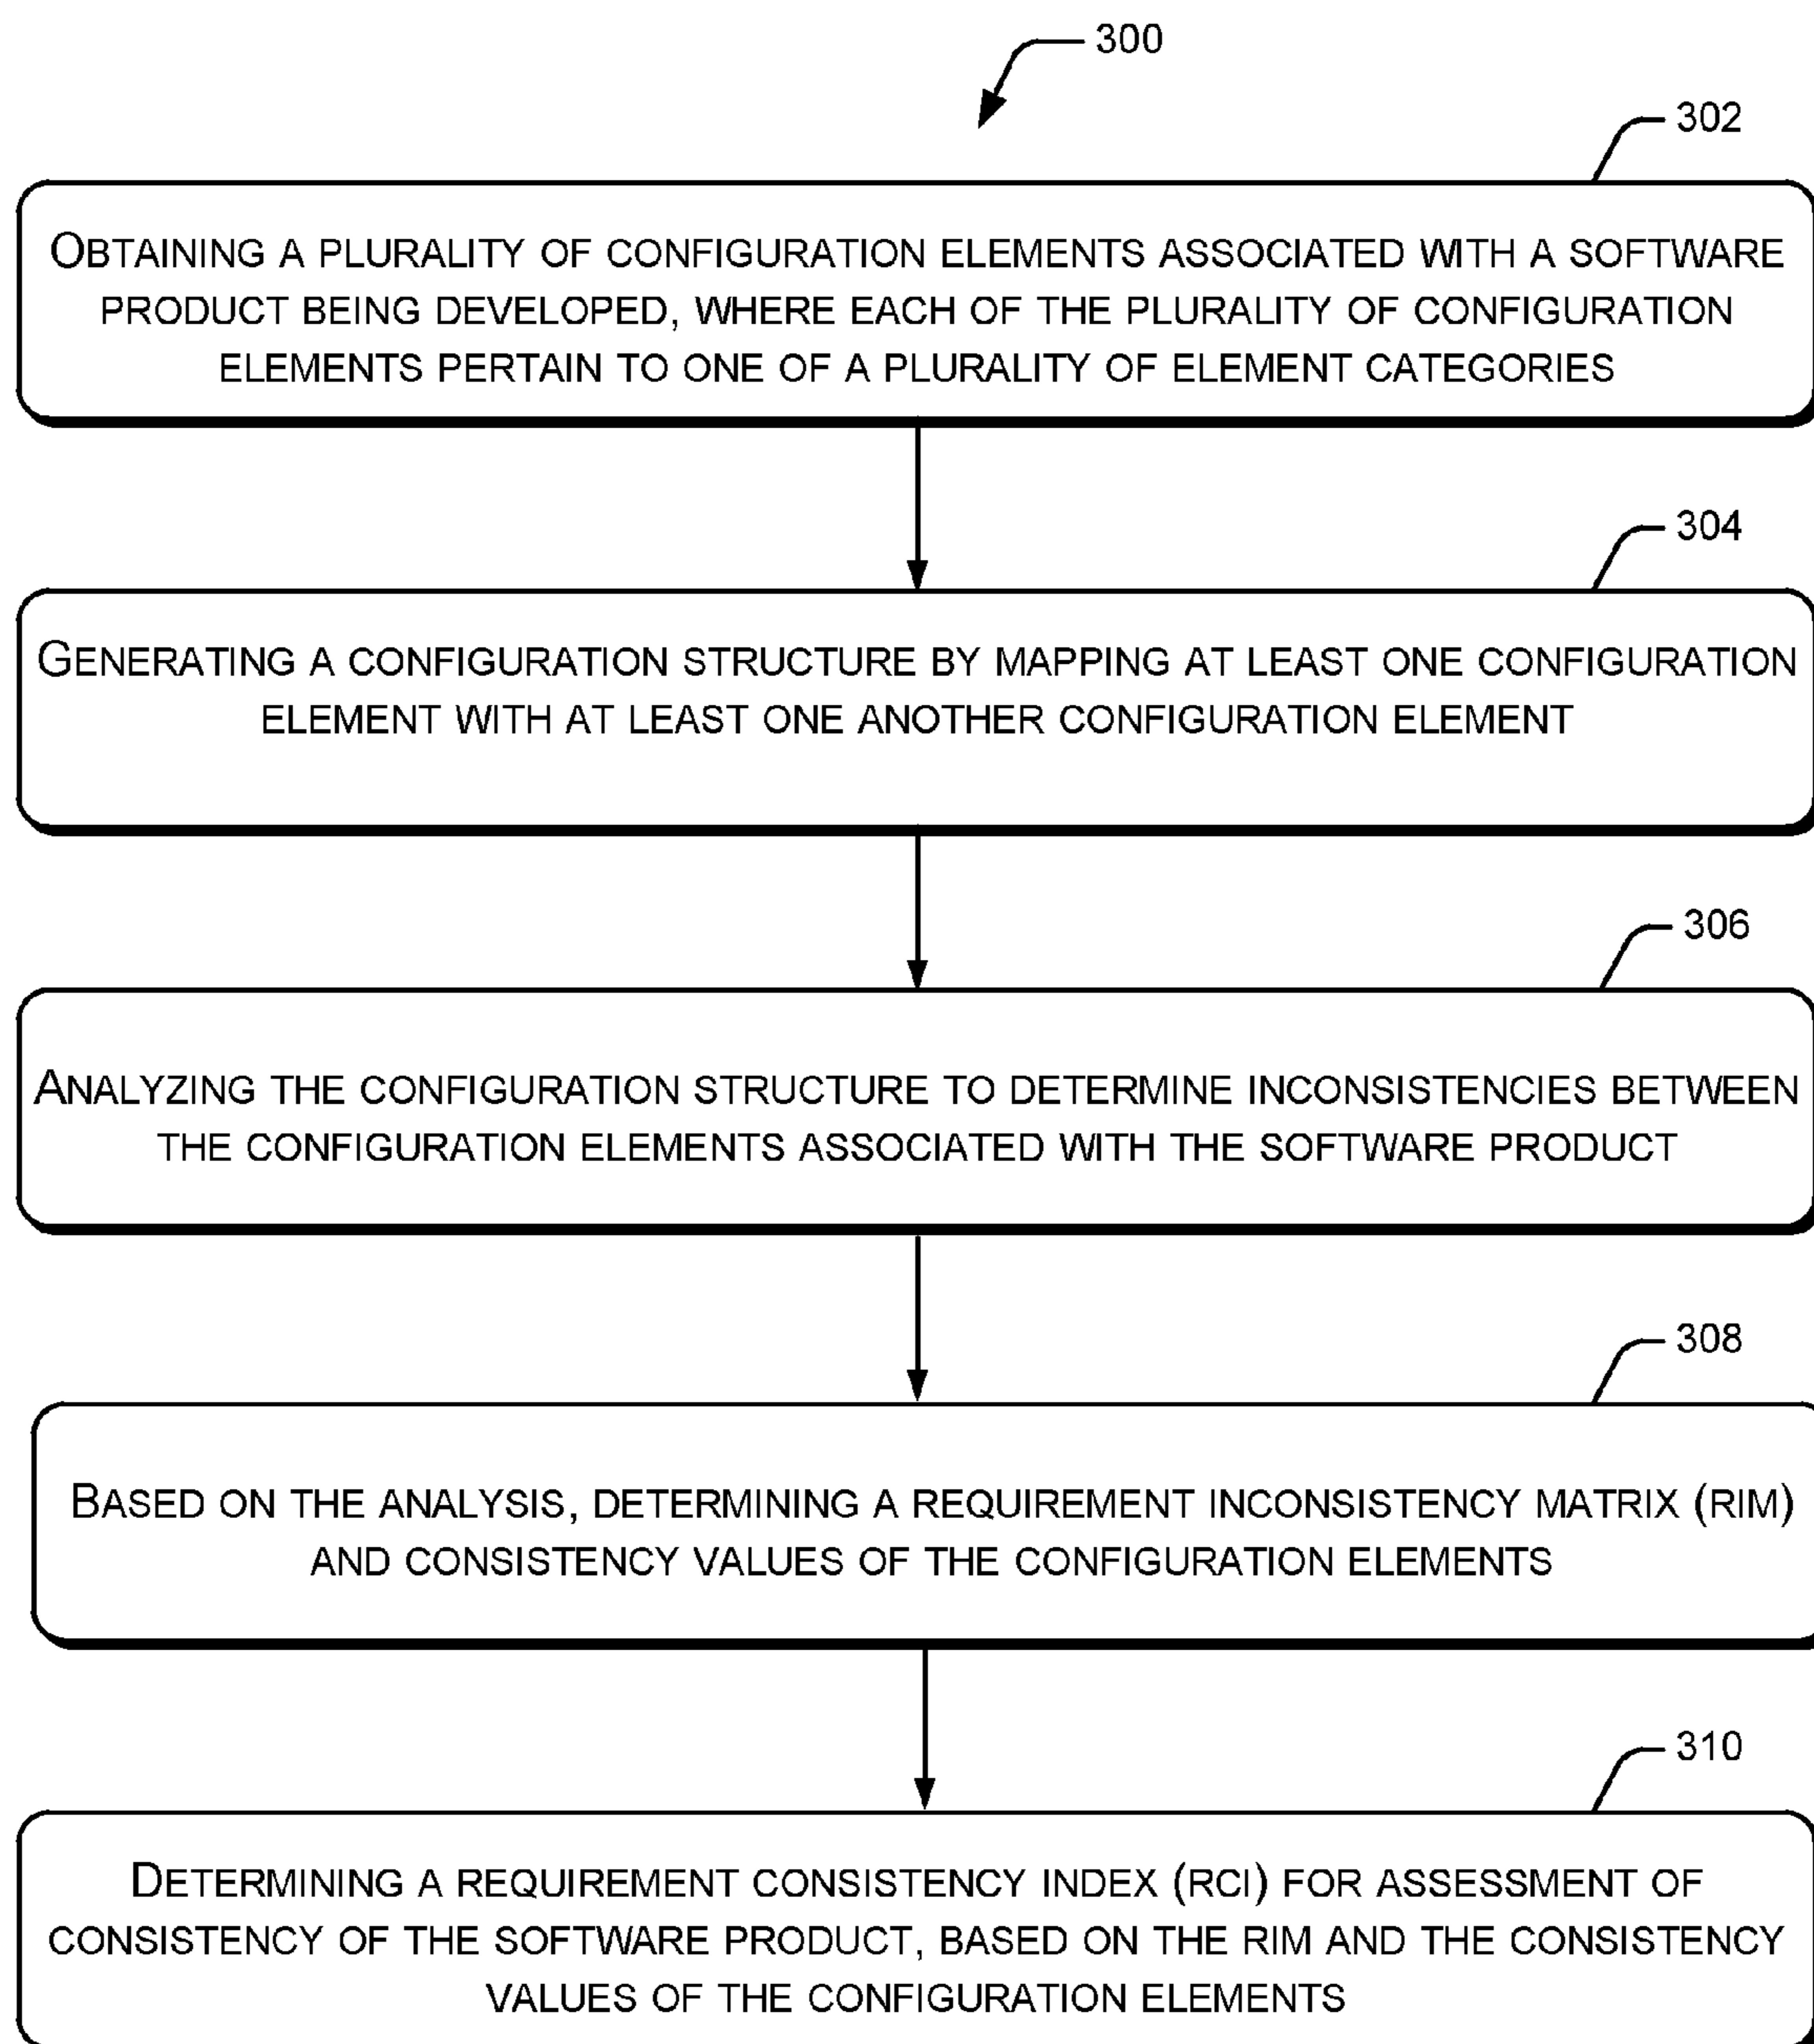 300
302
OBTAINING A PLURALITY OF CONFIGURATION ELEMENTS ASSOCIATED WITH A SOFTWARE
PRODUCT BEING DEVELOPED, WHERE EACH OF THE PLURALITY OF CONFIGURATION
ELEMENTS PERTAIN TO ONE OF A PLURALITY OF ELEMENT CATEGORIES
304
GENERATING A CONFIGURATION STRUCTURE BY MAPPING AT LEAST ONE CONFIGURATION
ELEMENT WITH AT LEAST ONE ANOTHER CONFIGURATION ELEMENT
306
ANALYZING THE CONFIGURATION STRUCTURE TO DETERMINE INCONSISTENCIES BETWEEN
THE CONFIGURATION ELEMENTS ASSOCIATED WITH THE SOFTWARE PRODUCT
308
BASED ON THE ANALYSIS, DETERMINING A REQUIREMENT INCONSISTENCY MATRIX (RIM)
AND CONSISTENCY VALUES OF THE CONFIGURATION ELEMENTS
310
DETERMINING A REQUIREMENT CONSISTENCY INDEX (RCI) FOR ASSESSMENT OF
CONSISTENCY OF THE SOFTWARE PRODUCT, BASED ON THE RIM AND THE CONSISTENCY
VALUES OF THE CONFIGURATION ELEMENTS